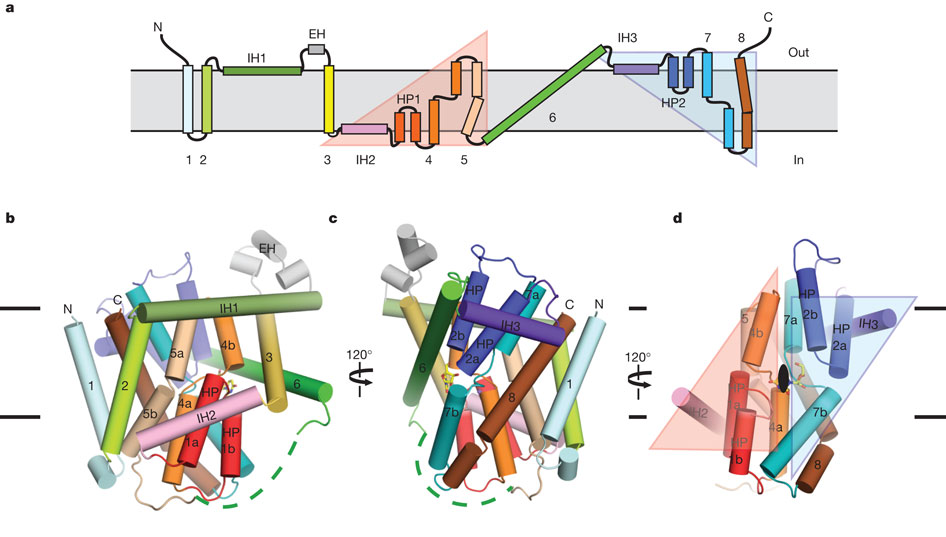 a
N
IH1
EH
IH3
7
8
C
Out
HP1
HP2
6
1
2
3
IH2
4
5
In
b
c
d
N
C
EH
IH1
5a
4b
3
1
2
HP
6
5b
4a
IH2
1a
HP
1b
120°
HP
7a
C
N
IH3
2b
HP
2a
6
7b
8
1
120°
HP
5
4b
7a
2b
HP
2a
IH3
HP
1a
IH2
4a
7b
HP
1b
8